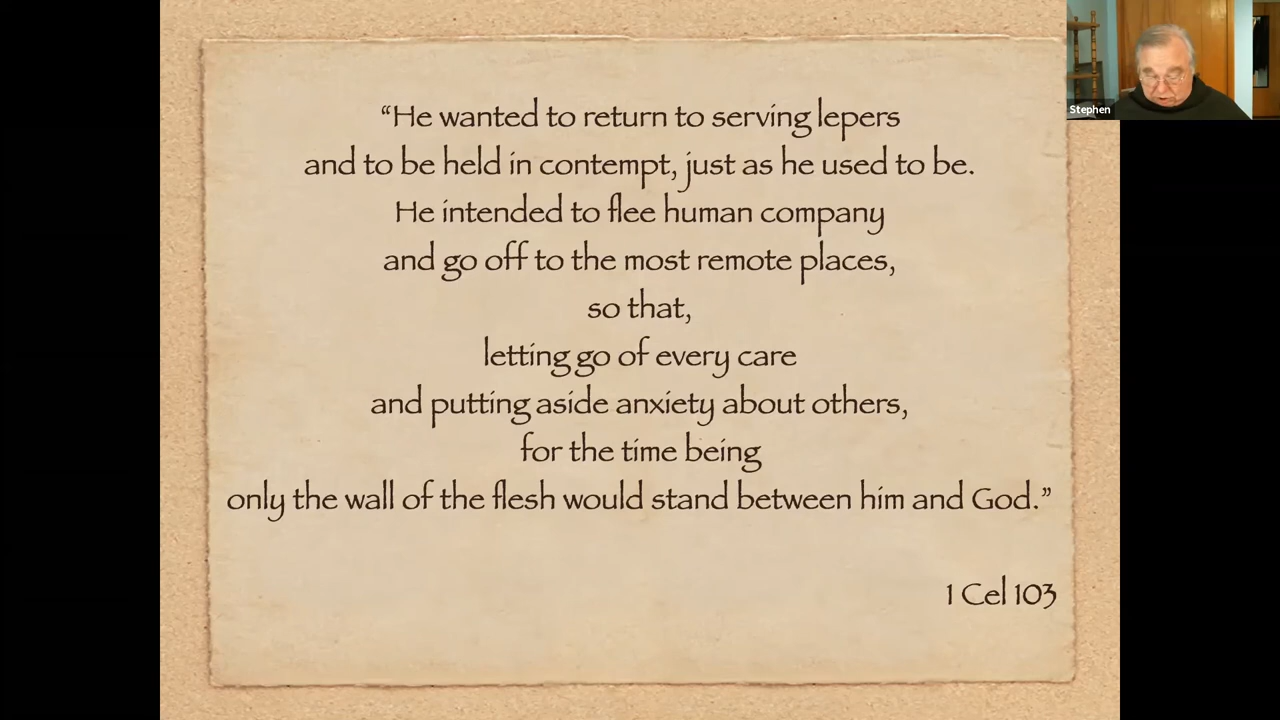 “He wanted to return to serving lepers
and to be held in contempt, just as he used to be.
He intended to flee human company
and go off to the most remote places,
so that,
letting go of every care
and putting aside anxiety about others,
for the time being
only the wall of the flesh would stand between him and God.”
1 Cel 103
Stephen